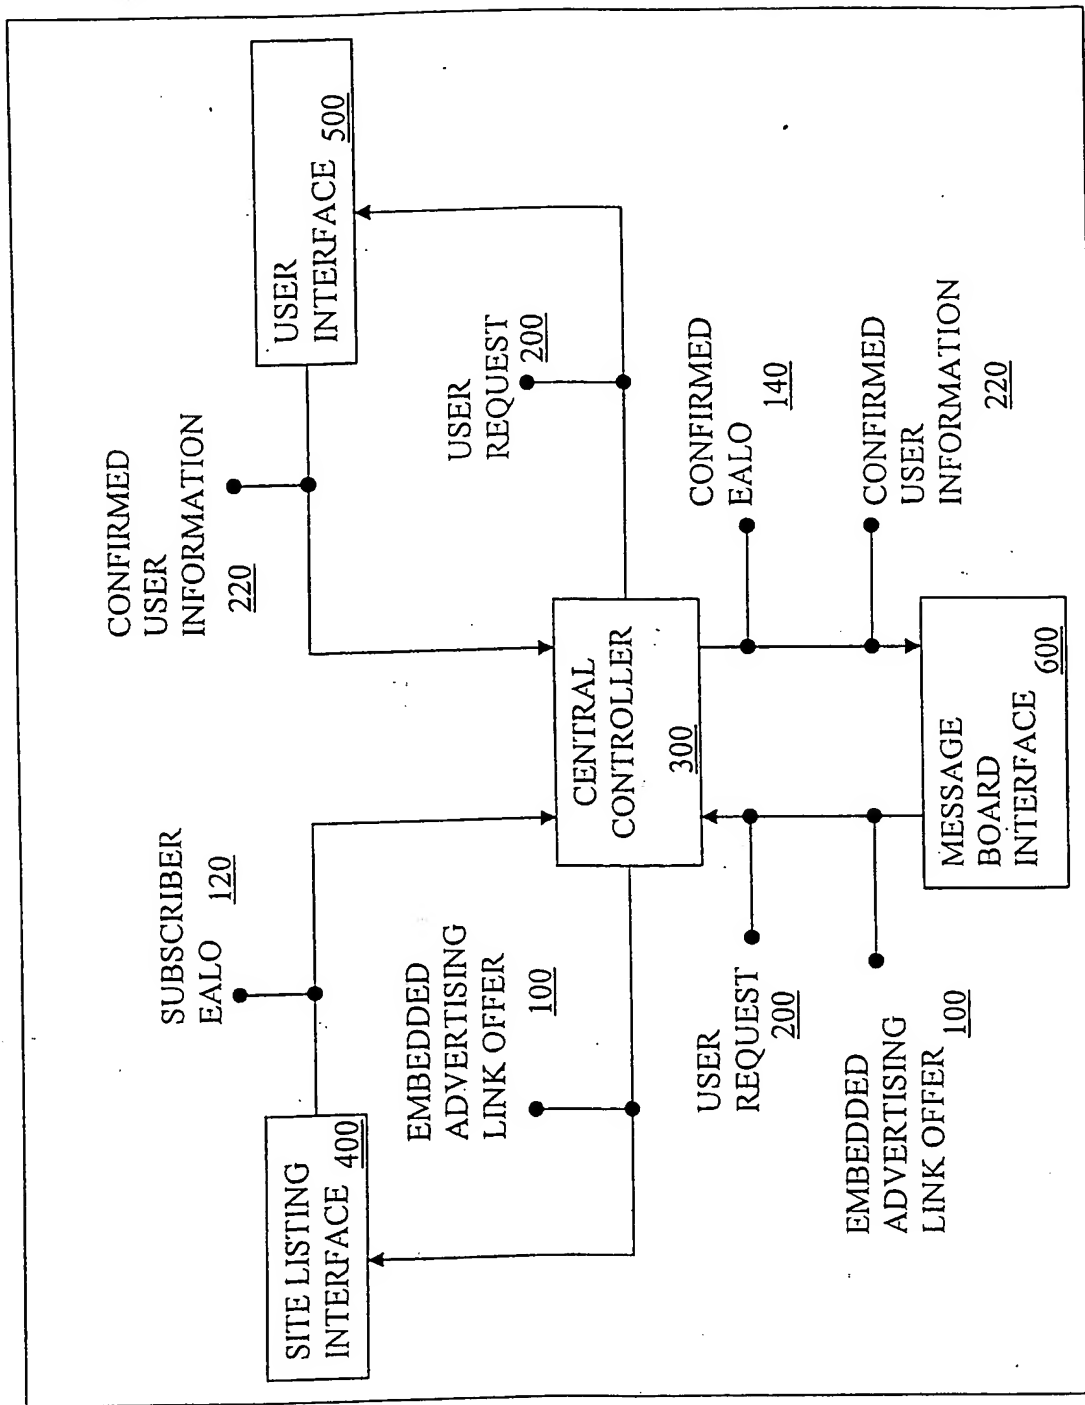 SITE LISTING
INTERFACE 400
SUBSCRIBER
EALO 120
EMBEDDED
ADVERTISING
LINK OFFER
100
CONFIRMED
USER
INFORMATION
220
USER
INTERFACE 500
USER
REQUEST
200
CENTRAL
CONTROLLER
300
USER
REQUEST
200
EMBEDDED
ADVERTISING
LINK OFFER 100
CONFIRMED
EALO 140
CONFIRMED
USER
INFORMATION
220
MESSAGE
BOARD
INTERFACE 600